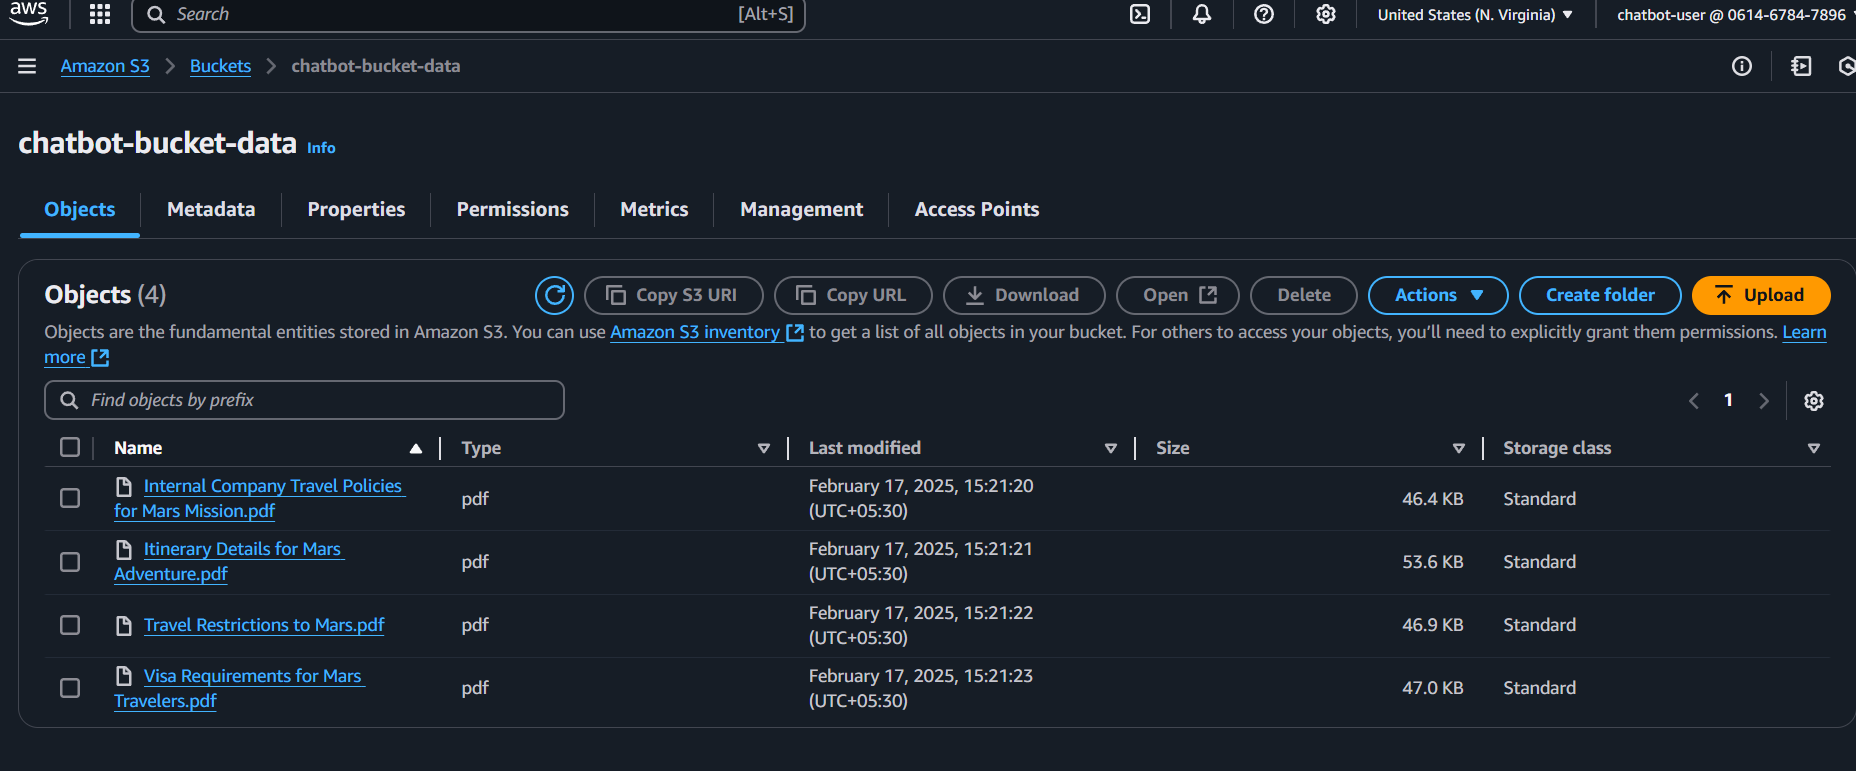 aws
Search
[Alt+S]
United States (N. Virginia)
chatbot-user @ 0614-6784-7896
Amazon S3
Buckets
chatbot-bucket-data
chatbot-bucket-data Info
Objects
Metadata
Properties
Permissions
Metrics
Management
Access Points
Objects (4)
Copy S3 URI
Copy URL
Download
Open
Delete
Actions
Create folder
Upload
Objects are the fundamental entities stored in Amazon S3. You can use Amazon S3 inventory to get a list of all objects in your bucket. For others to access your objects, you'll need to explicitly grant them permissions. Learn
more
Find objects by prefix
1
Name Type Last modified Size Storage class
Internal Company Travel Policies
for Mars Mission.pdf
pdf
February 17, 2025, 15:21:20
(UTC+05:30)
46.4 KB
Standard
Itinerary Details for Mars
Adventure.pdf
pdf
February 17, 2025, 15:21:21
(UTC+05:30)
53.6 KB
Standard
Travel Restrictions to Mars.pdf
pdf
February 17, 2025, 15:21:22
(UTC+05:30)
46.9 KB
Standard
Visa Requirements for Mars
Travelers.pdf
pdf
February 17, 2025, 15:21:23
(UTC+05:30)
47.0 KB
Standard